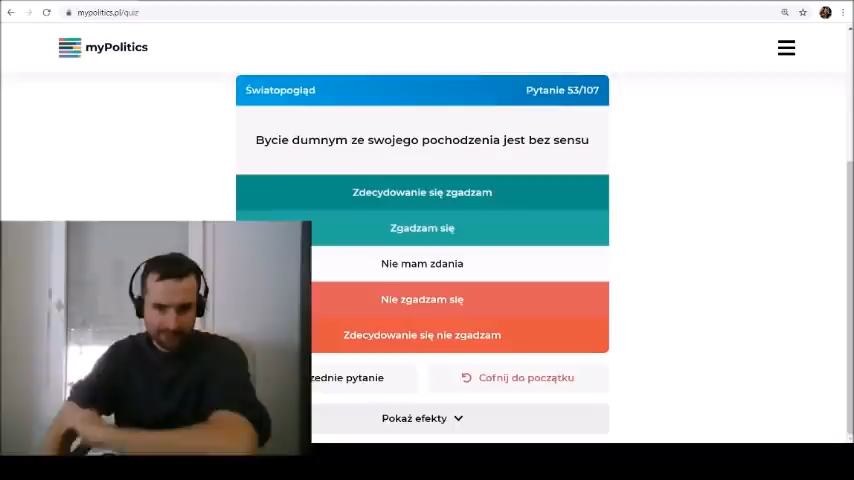 mypolitics.pl/quiz
myPolitics
Światopogląd
Pytanie 53/107
Bycie dumnym ze swojego pochodzenia jest bez sensu
Zdecydowanie się zgadzam
Zgadzam się
Nie mam zdania
Nie zgadzam się
Zdecydowanie się nie zgadzam
zednie pytanie
Cofnij do początku
Pokaż efekty